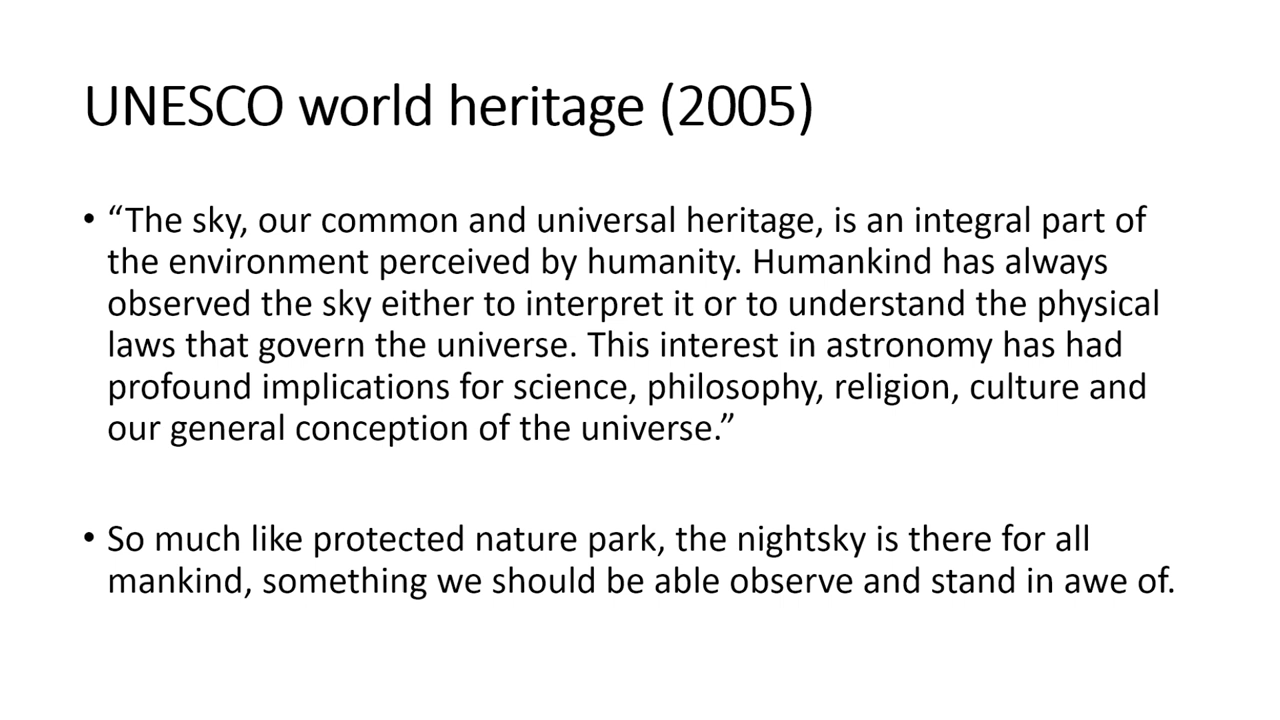 UNESCO world heritage (2005)
• “The sky, our common and universal heritage, is an integral part of
the environment perceived by humanity. Humankind has always
observed the sky either to interpret it or to understand the physical
laws that govern the universe. This interest in astronomy has had
profound implications for science, philosophy, religion, culture and
our general conception of the universe.”
• So much like protected nature park, the nightsky is there for all
mankind, something we should be able observe and stand in awe of.